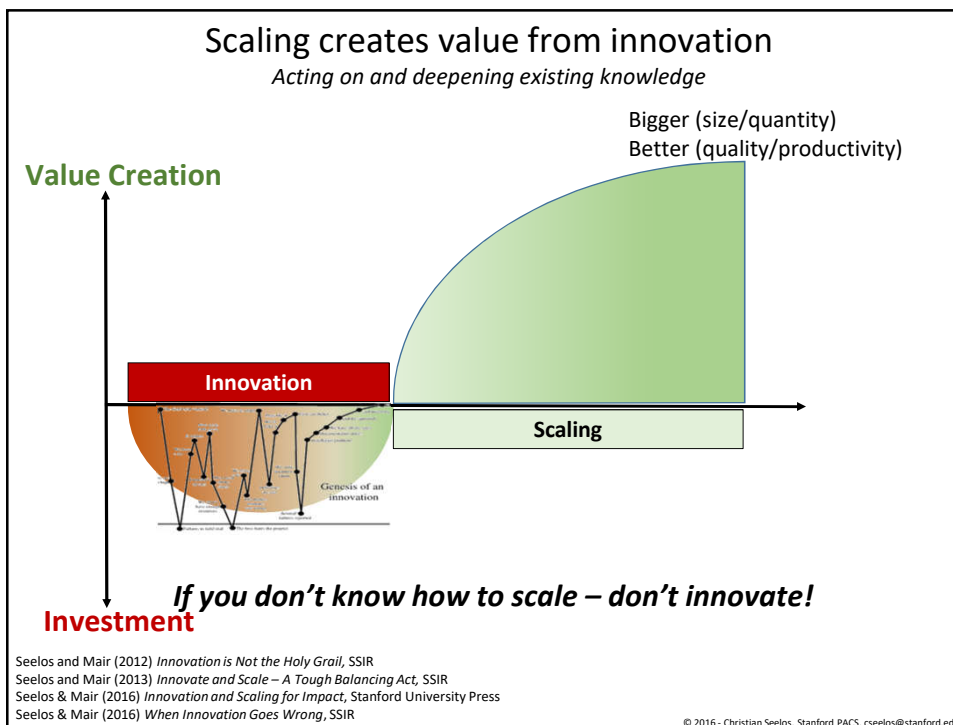 Scaling creates value from innovation
Acting on and deepening existing knowledge
Bigger (size/quantity)
Better (quality/productivity)
Value Creation
Innovation
Scaling
Genesis of an
innovation
If you don't know how to scale – don't innovate!
Investment
Seelos and Mair (2012) Innovation is Not the Holy Grail, SSIR
Seelos and Mair (2013) Innovate and Scale – A Tough Balancing Act, SSIR
Seelos & Mair (2016) Innovation and Scaling for Impact, Stanford University Press
Seelos & Mair (2016) When Innovation Goes Wrong, SSIR
© 2016 - Christian Seelos, Stanford PACS, cseelos@stanford.ed